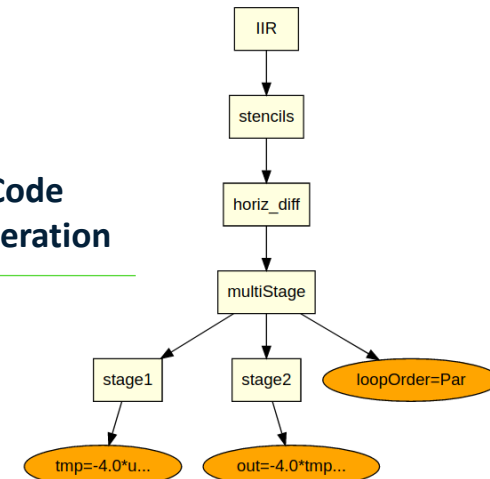 IIR
stencils
Code
eration
horiz_diff
multiStage
stage1
stage2
loopOrder=Par
tmp=-4.0*u...
out=-4.0*tmp...